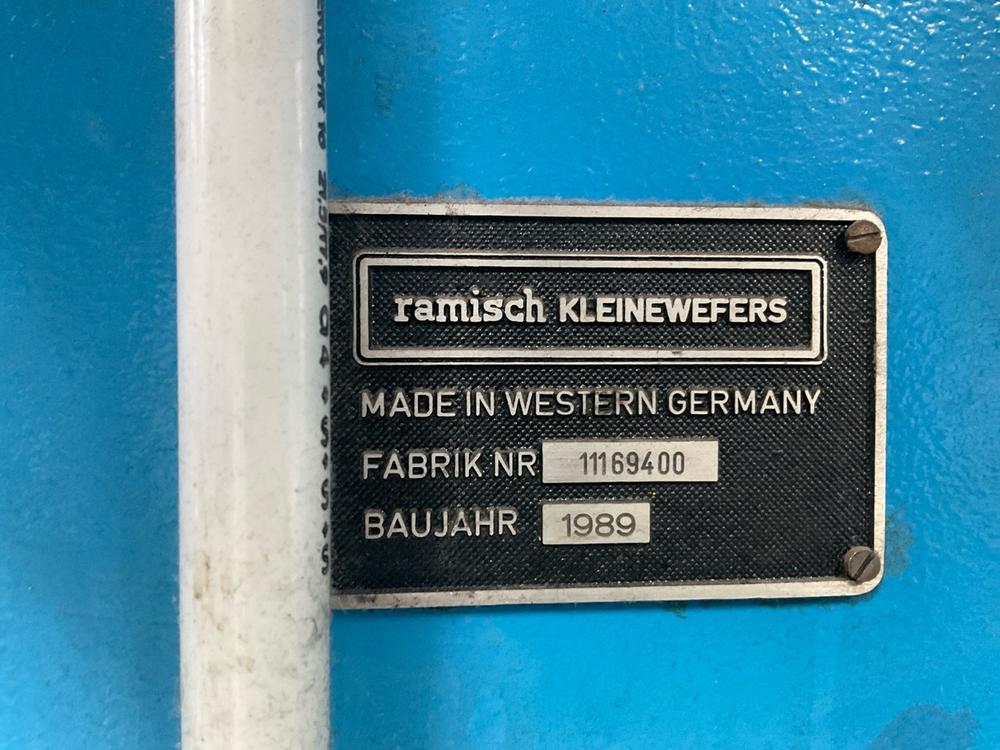 ramisch KLEINEWEFERS
MADE IN WESTERN GERMANY
FABRIK NR 11169400
BAUJAHR 1989